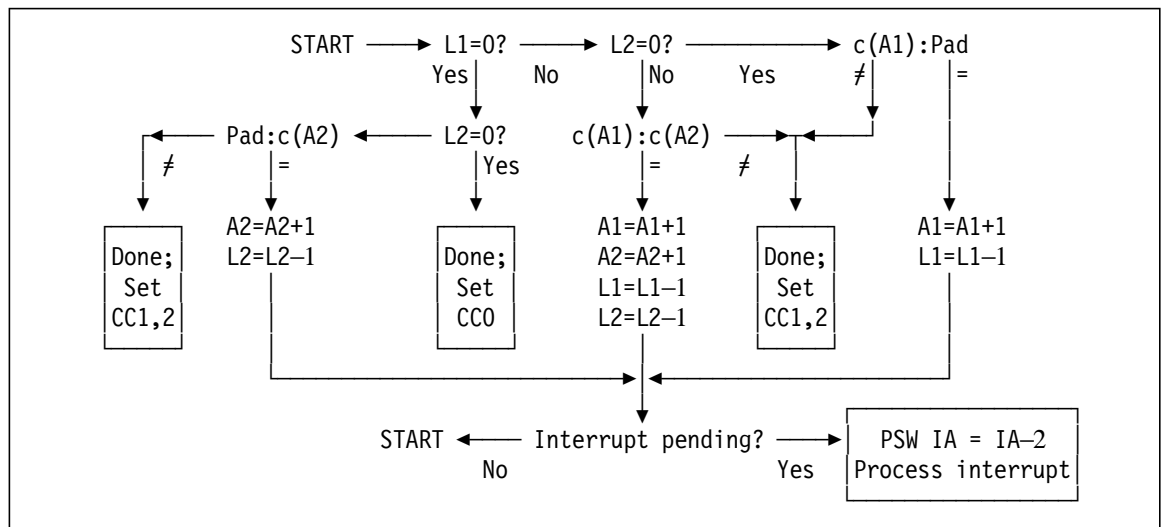 START L1=0? L2=0? c(A1):Pad
Yes No No Yes ≠ =
Pad:c(A2) L2=0? c(A1):c(A2)
≠ = Yes = ≠
A2=A2+1 A1=A1+1 A1=A1+1
Done; L2=L2–1 Done; A2=A2+1 Done; L1=L1–1
Set Set L1=L1–1 Set
CC1,2 CC0 L2=L2–1 CC1,2
START Interrupt pending? PSW IA = IA–2
No Yes Process interrupt